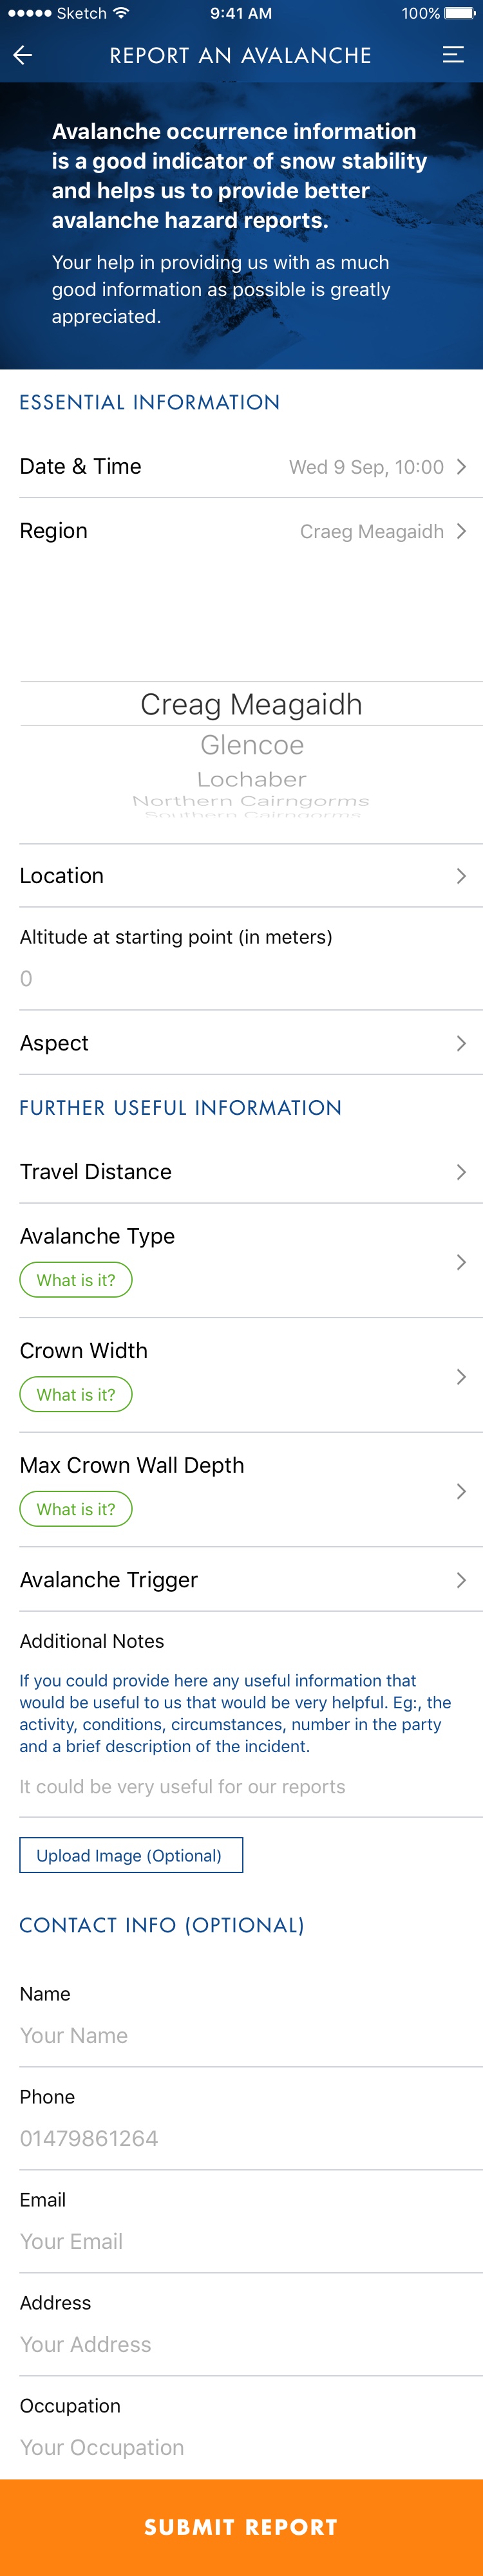 Sketch 9:41 AM 100%
REPORT AN AVALANCHE
Avalanche occurrence information
is a good indicator of snow stability
and helps us to provide better
avalanche hazard reports.
Your help in providing us with as much
good information as possible is greatly
appreciated.
ESSENTIAL INFORMATION
Date & Time Wed 9 Sep, 10:00
Region Craeg Meagaidh
Creag Meagaidh
Glencoe
Lochaber
Northern Cairngorms
Southern Cairngorms
Location
Altitude at starting point (in meters)
0
Aspect
FURTHER USEFUL INFORMATION
Travel Distance
Avalanche Type
What is it?
Crown Width
What is it?
Max Crown Wall Depth
What is it?
Avalanche Trigger
Additional Notes
If you could provide here any useful information that
would be useful to us that would be very helpful. Eg:, the
activity, conditions, circumstances, number in the party
and a brief description of the incident.
It could be very useful for our reports
Upload Image (Optional)
CONTACT INFO (OPTIONAL)
Name
Your Name
Phone
01479861264
Email
Your Email
Address
Your Address
Occupation
Your Occupation
SUBMIT REPORT